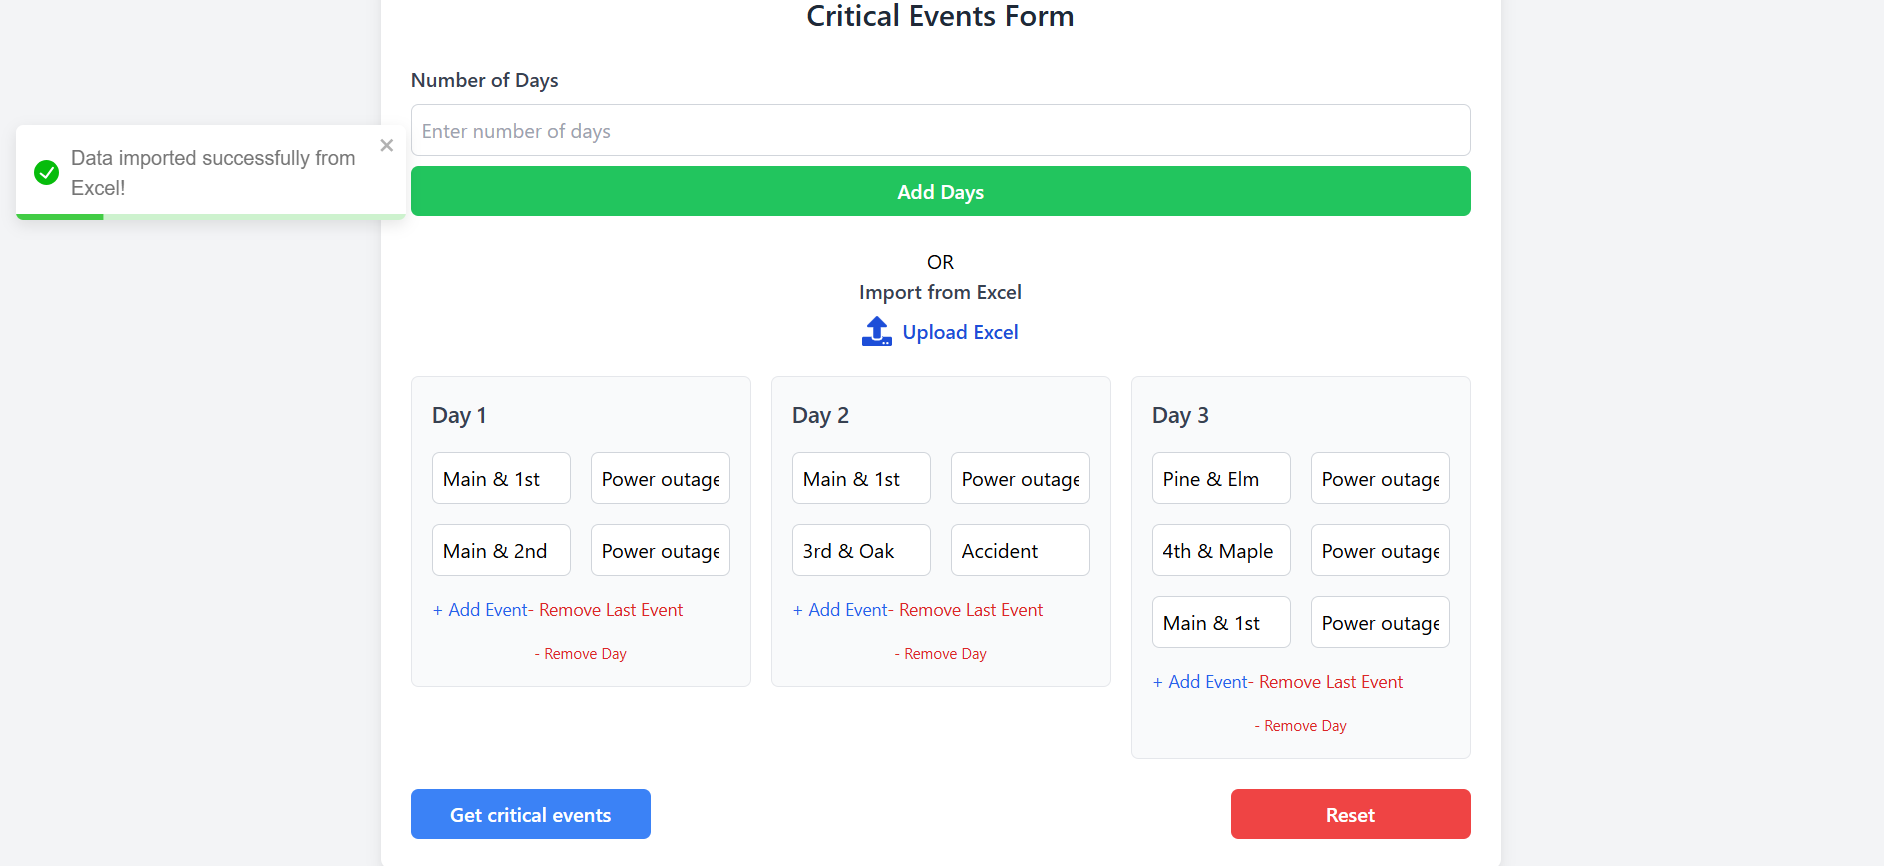 Critical Events Form
Number of Days
Enter number of days
Data imported successfully from
Excel!
Add Days
OR
Import from Excel
Upload Excel
Day 1
Main & 1st
Power outage
Main & 2nd
Power outage
+ Add Event- Remove Last Event
- Remove Day
Day 2
Main & 1st
Power outage
3rd & Oak
Accident
+ Add Event- Remove Last Event
- Remove Day
Day 3
Pine & Elm
Power outage
4th & Maple
Power outage
Main & 1st
Power outage
+ Add Event- Remove Last Event
- Remove Day
Get critical events
Reset